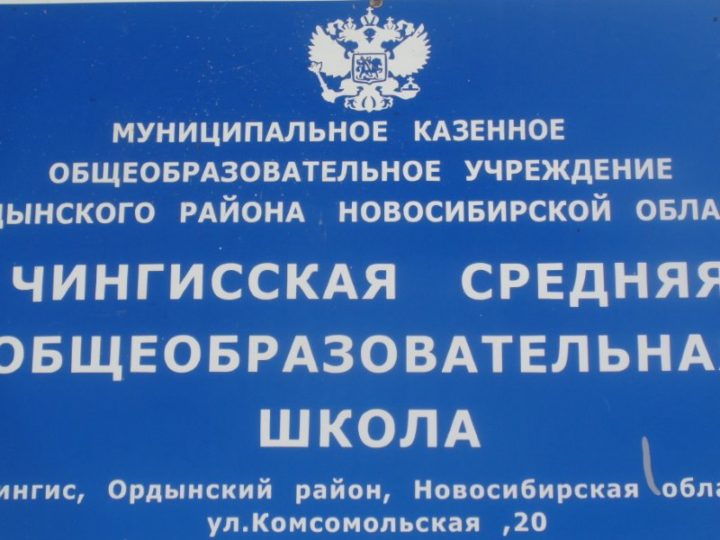 МУНИЦИПАЛЬНОЕ КАЗЕННОЕ
ОБЩЕОБРАЗОВАТЕЛЬНОЕ УЧРЕЖДЕНИЕ
ДЫНСКОГО РАЙОНА НОВОСИБИРСКОЙ ОБЛА
ЧИНГИССКАЯ СРЕДНЯЯ
ОБЩЕОБРАЗОВАТЕЛЬНАЯ
ШКОЛА
ингис, Ордынский район, Новосибирская обла
ул.Комсомольская ,20